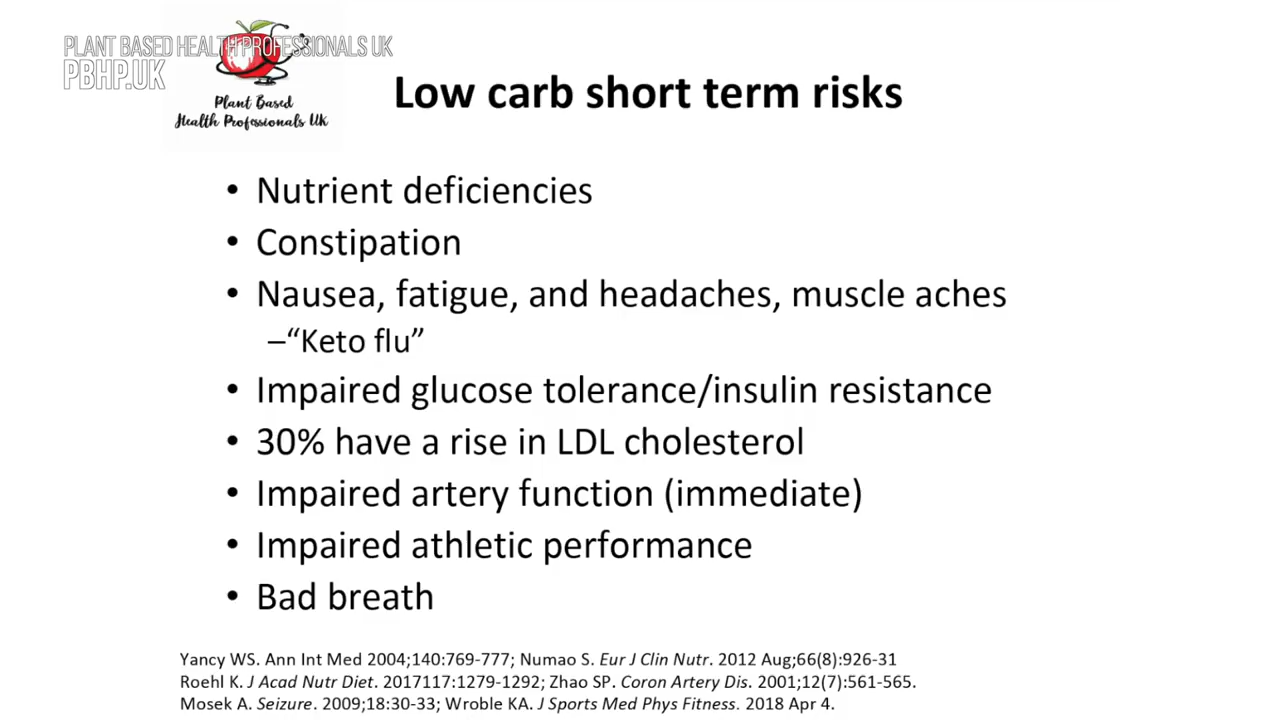 PLANT BASED HEALTH PROFESSIONALS UK
PBHP.UK
Plant Based
Health Professionals UK
Low carb short term risks
• Nutrient deficiencies
• Constipation
• Nausea, fatigue, and headaches, muscle aches
–“Keto flu”
• Impaired glucose tolerance/insulin resistance
• 30% have a rise in LDL cholesterol
• Impaired artery function (immediate)
• Impaired athletic performance
• Bad breath
Yancy WS. Ann Int Med 2004;140:769-777; Numao S. Eur J Clin Nutr. 2012 Aug;66(8):926-31
Roehl K. J Acad Nutr Diet. 2017117:1279-1292; Zhao SP. Coron Artery Dis. 2001;12(7):561-565.
Mosek A. Seizure. 2009;18:30-33; Wroble KA. J Sports Med Phys Fitness. 2018 Apr 4.